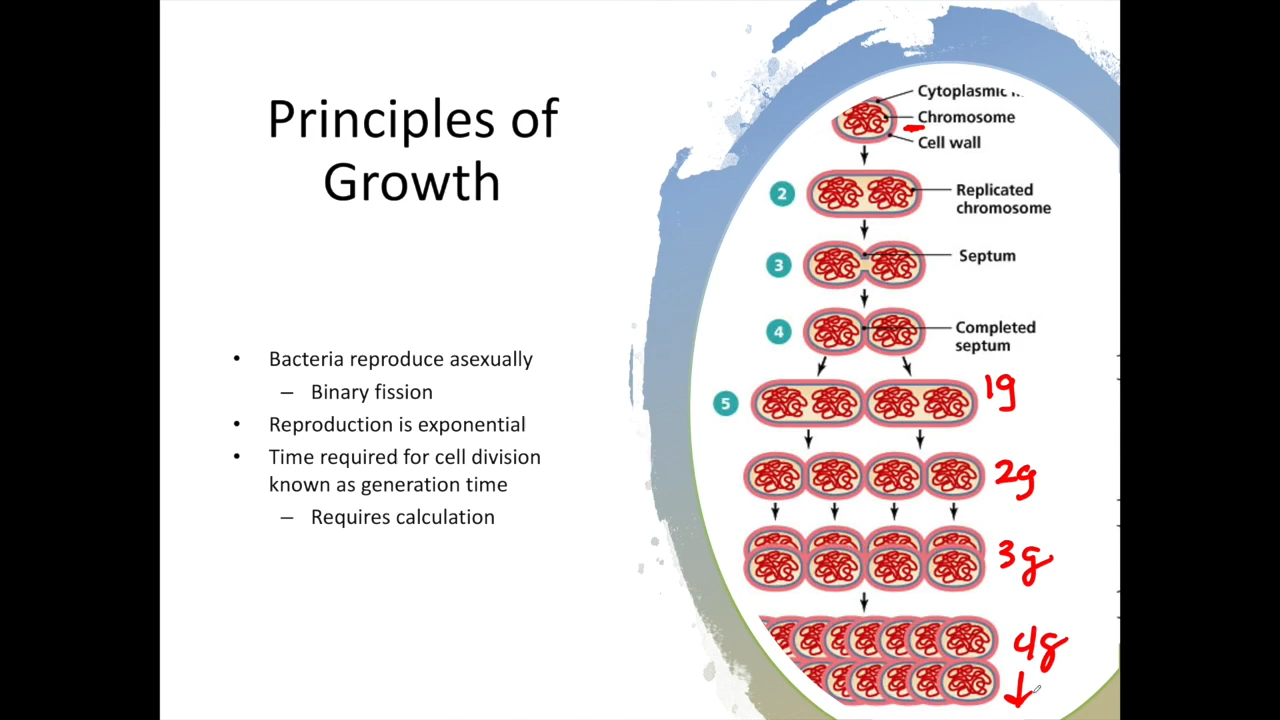 Principles of
Growth
• Bacteria reproduce asexually
– Binary fission
• Reproduction is exponential
• Time required for cell division
known as generation time
– Requires calculation
Cytoplasmic
Chromosome
Cell wall
2
Replicated
chromosome
3
Septum
4
Completed
septum
5
1g
2g
3g
4g